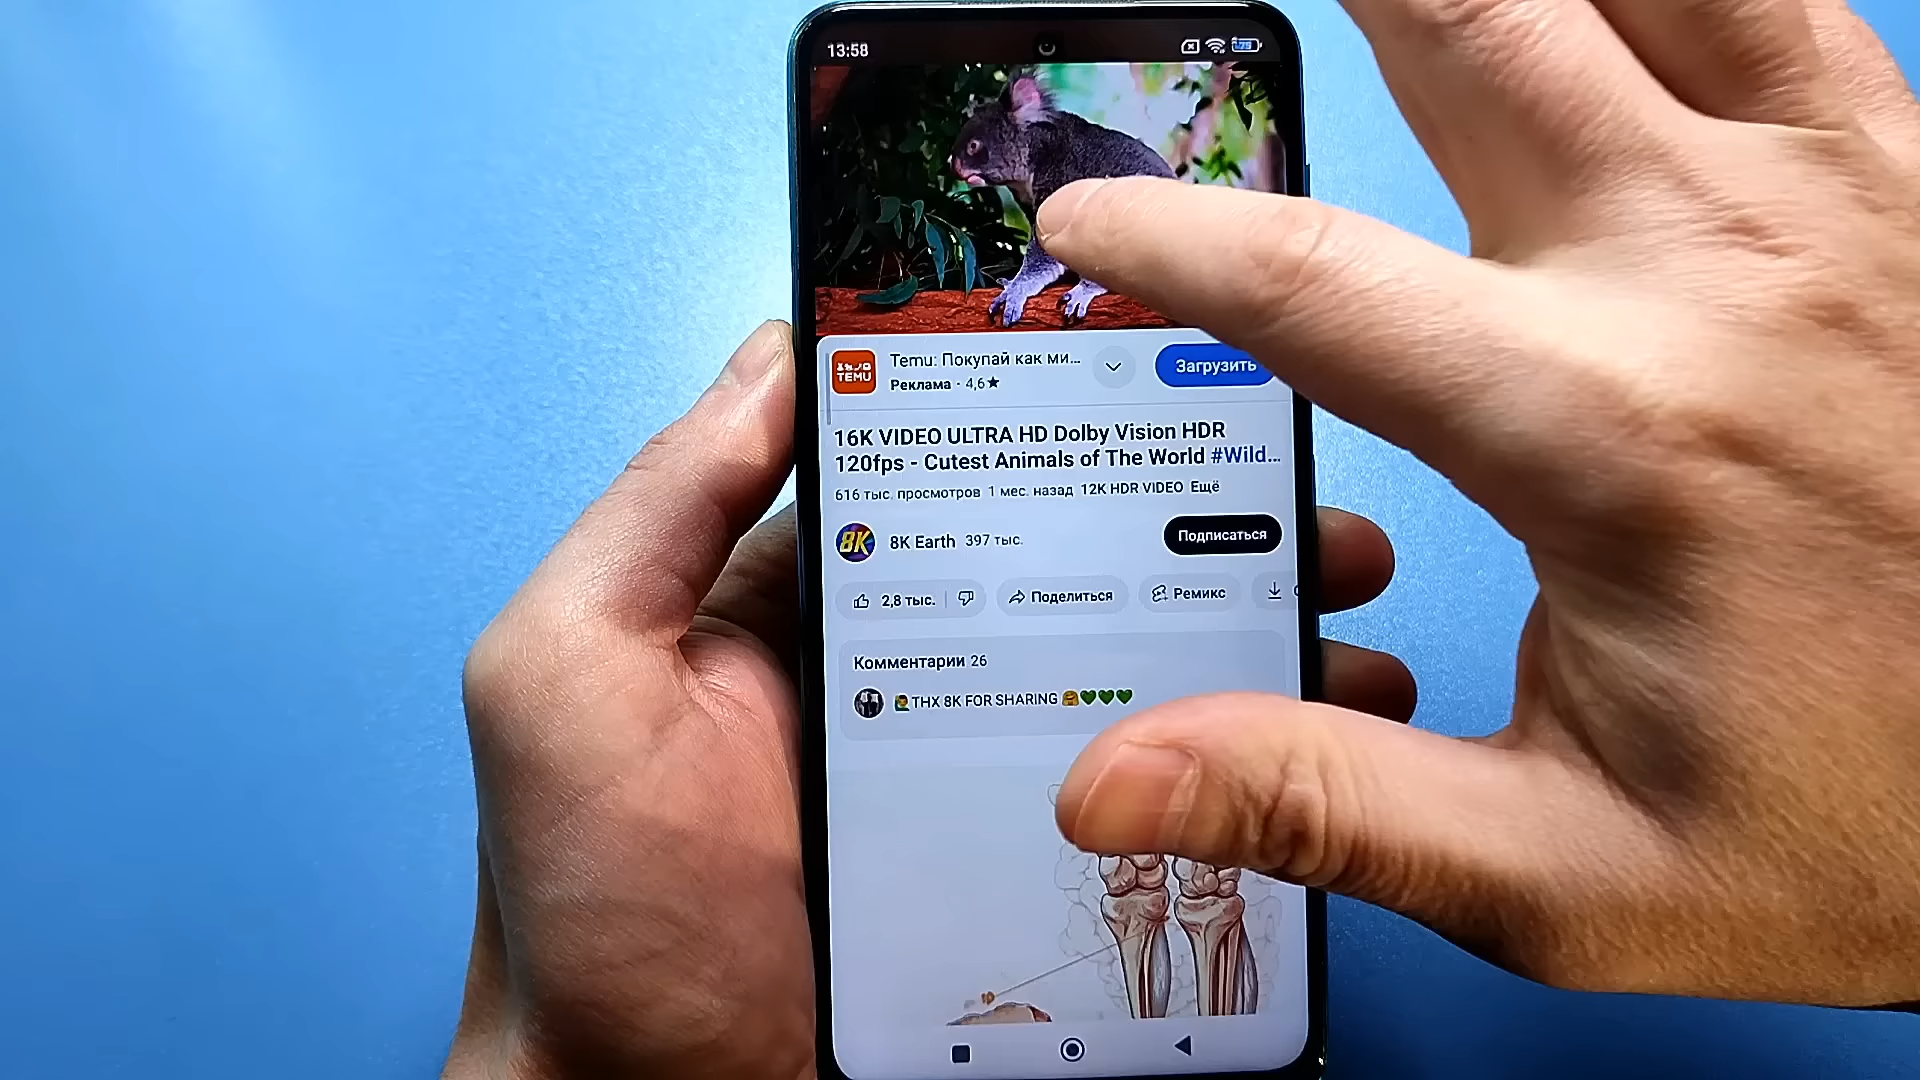 13:58
75
TEMU
Temu: Покупай как ми...
Реклама · 4,6★
Загрузить
16K VIDEO ULTRA HD Dolby Vision HDR
120fps - Cutest Animals of The World #Wild...
616 тыс. просмотров 1 мес. назад 12K HDR VIDEO Ещё
8K
8K Earth 397 тыс.
Подписаться
2,8 тыс.
Поделиться
Ремикс
Комментарии 26
THX 8K FOR SHARING